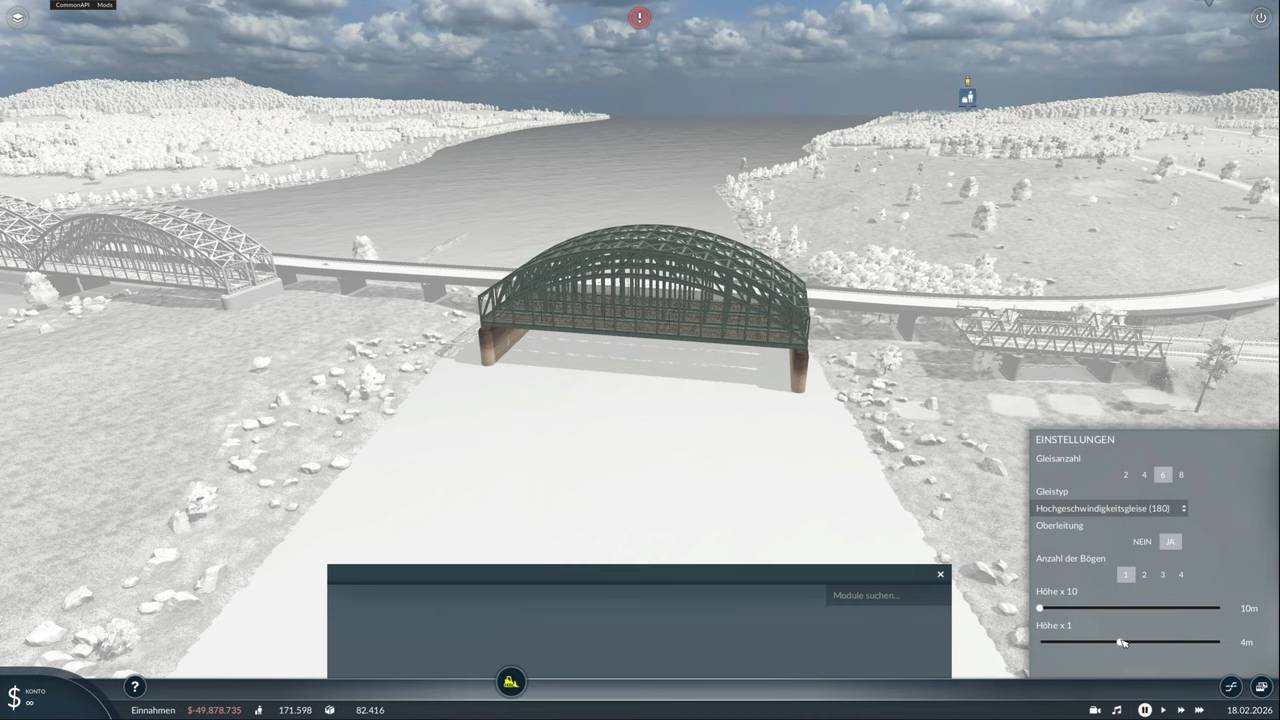 CommonAPI Mods
EINSTELLUNGEN
Gleisanzahl
2 4 6 8
Gleistyp
Hochgeschwindigkeitsgleise (180)
Oberleitung
NEIN JA
Anzahl der Bögen
1 2 3 4
Höhe x 10
10m
Höhe x 1
4m
Module suchen...
$ KONTO
∞
?
Einnahmen $-49.878.735 171.598 82.416
18.02.2026